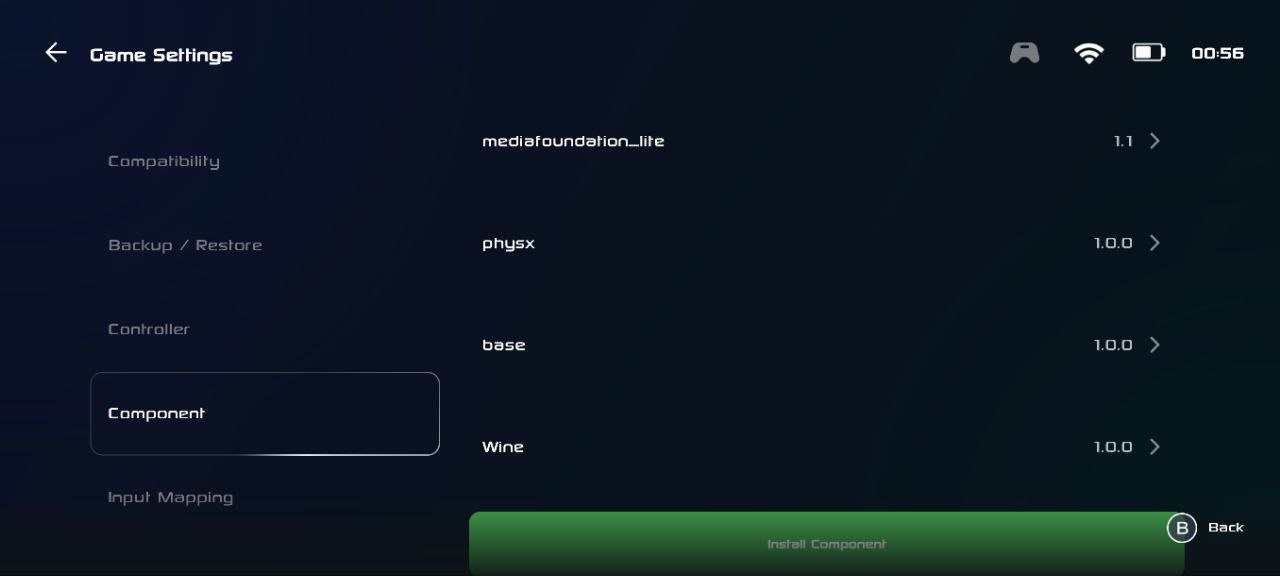 Game Settings
00:56
Compatibility
Backup / Restore
Controller
Component
Input Mapping
mediafoundation_lite 1.1
physx 1.0.0
base 1.0.0
Wine 1.0.0
Install Component
B Back